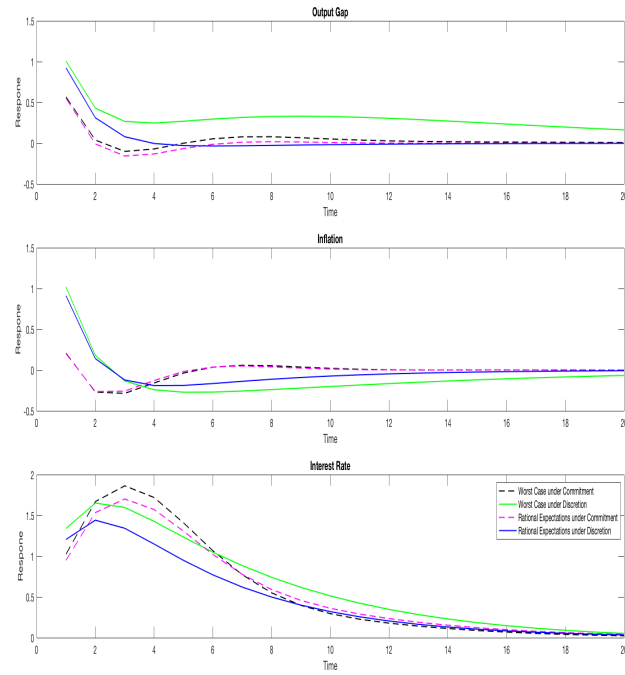 Output Gap
1.5
1
0.5
0
-0.5
Respone
0 2 4 6 8 10 12 14 16 18 20
Time
Inflation
1.5
1
0.5
0
-0.5
Respone
0 2 4 6 8 10 12 14 16 18 20
Time
Interest Rate
2
1.5
1
0.5
0
Respone
Worst Case under Commitment
Worst Case under Discretion
Rational Expectations under Commitment
Rational Expectations under Discretion
0 2 4 6 8 10 12 14 16 18 20
Time